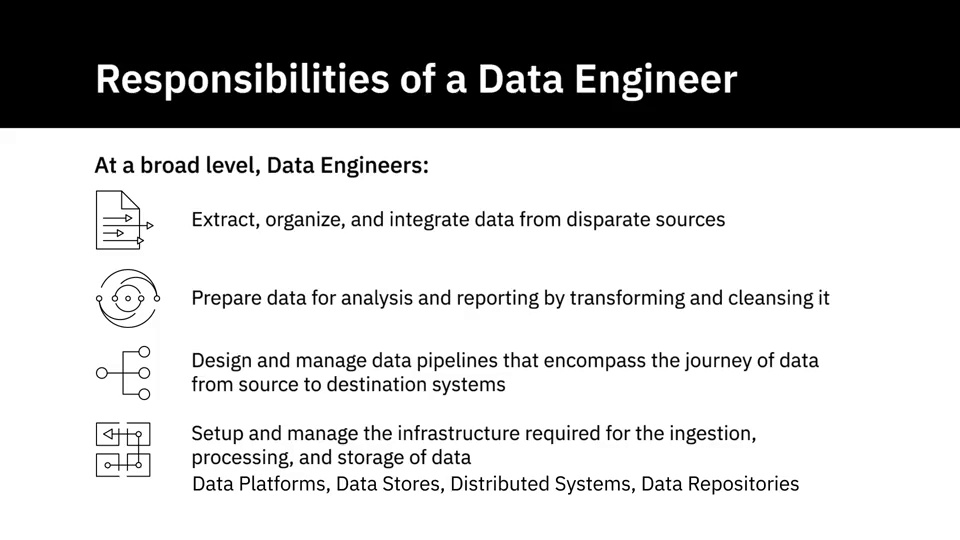 Responsibilities of a Data Engineer
At a broad level, Data Engineers:
Extract, organize, and integrate data from disparate sources
Prepare data for analysis and reporting by transforming and cleansing it
Design and manage data pipelines that encompass the journey of data
from source to destination systems
Setup and manage the infrastructure required for the ingestion,
processing, and storage of data
Data Platforms, Data Stores, Distributed Systems, Data Repositories